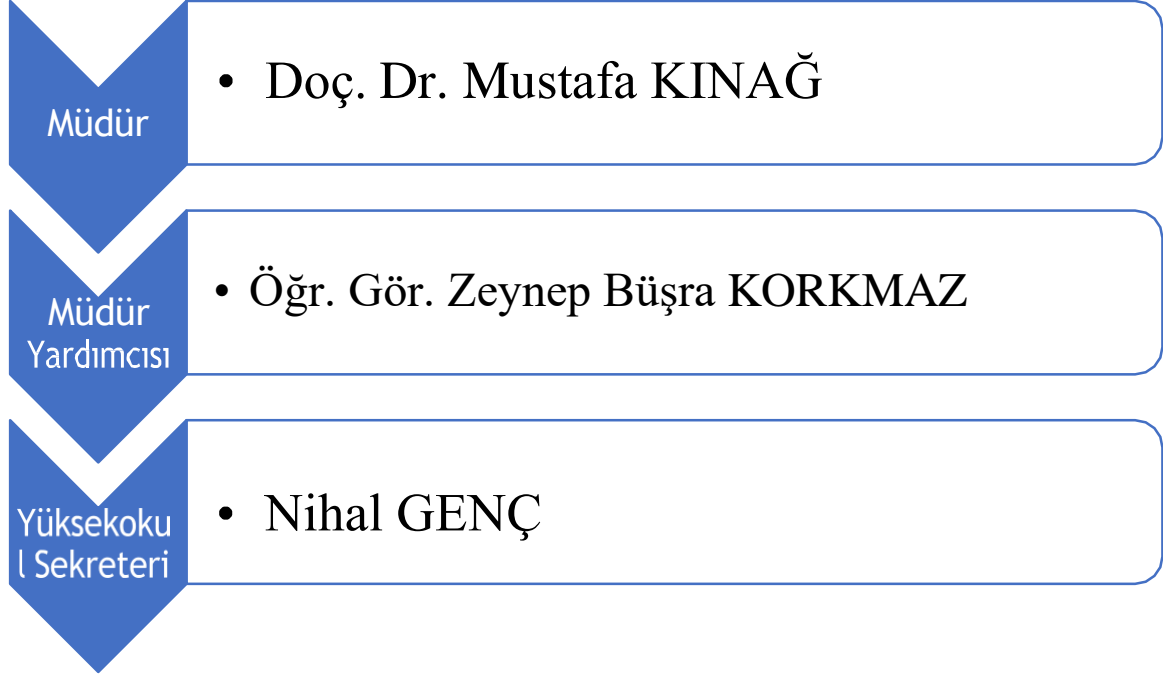 Müdür
• Doç. Dr. Mustafa KINAĞ
Müdür
Yardımcısı
• Öğr. Gör. Zeynep Büşra KORKMAZ
Yüksekoku
l Sekreteri
• Nihal GENÇ